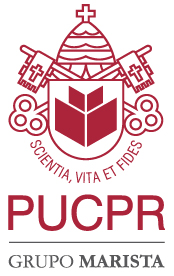 SCIENTIA, VITA ET FIDES
PUCPR
GRUPO MARISTA